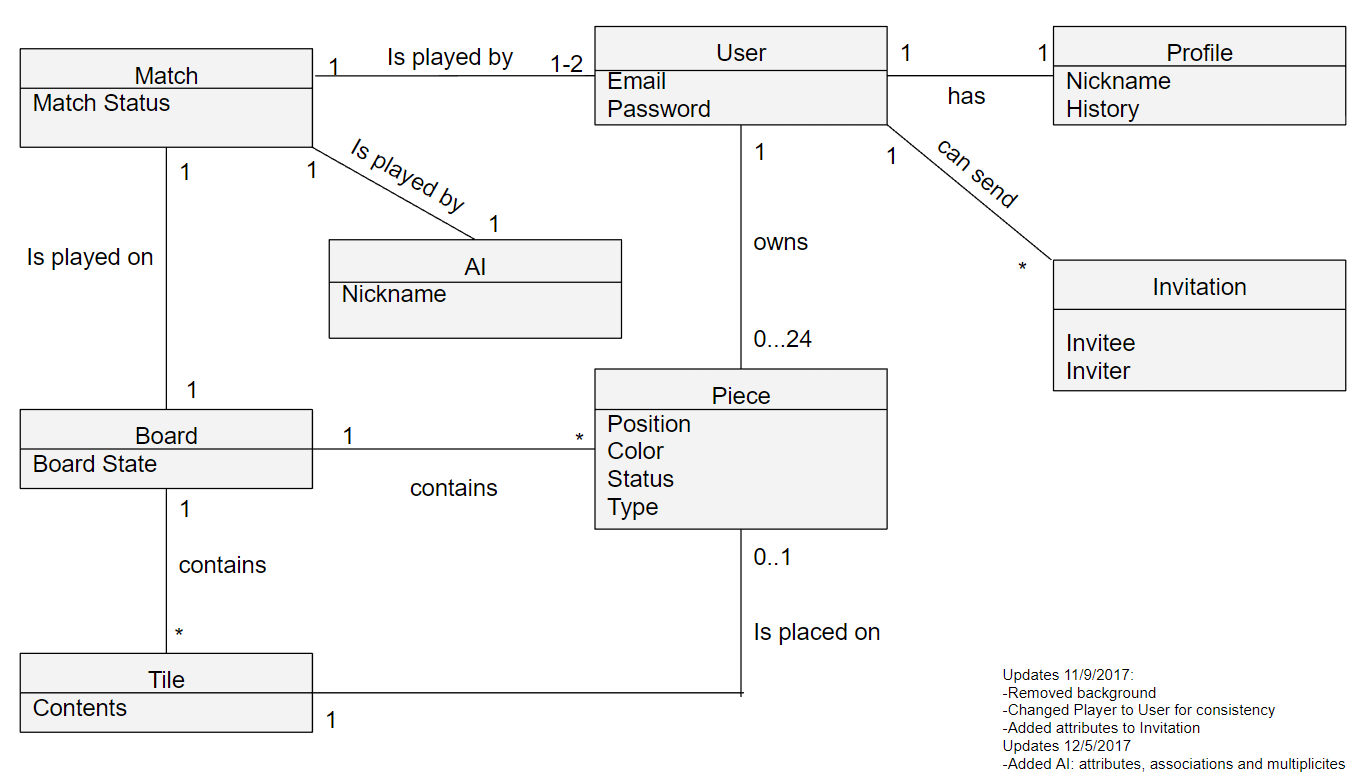 Match
Match Status
1
Is played by
1-2
User
Email
Password
1
has
1
Profile
Nickname
History
1
Is played on
1
1
Is played by
1
AI
Nickname
1
owns
0...24
1
can send
*
Invitation
Invitee
Inviter
Board
Board State
1
contains
*
Piece
Position
Color
Status
Type
1
contains
*
Tile
Contents
1
0..1
Is placed on
Updates 11/9/2017:
-Removed background
-Changed Player to User for consistency
-Added attributes to Invitation
Updates 12/5/2017
-Added AI: attributes, associations and multiplicites